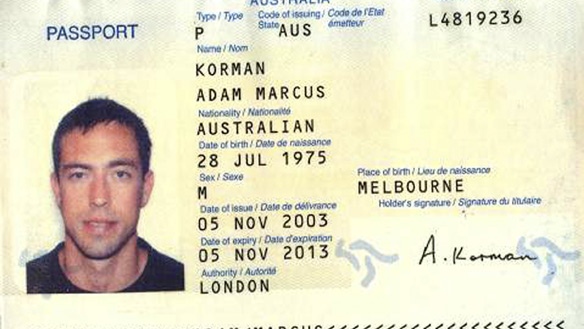 AUSTRALIA
PASSPORT
Type / Type Code of issuing / Code de l'Etat
State émetteur
P AUS L4819236
Name / Nom
KORMAN
ADAM MARCUS
Nationality / Nationalité
AUSTRALIAN
Date of birth / Date de naissance
28 JUL 1975
Sex / Sexe Place of birth / Lieu de naissance
M MELBOURNE
Date of issue / Date de délivrance Holder's signature / Signature du titulaire
05 NOV 2003
Date of expiry / Date d'expiration
05 NOV 2013 A. Korman
Authority / Autorité
LONDON
ADAM<MARCUS<<<<<<<<<<<<<<<<<<<<